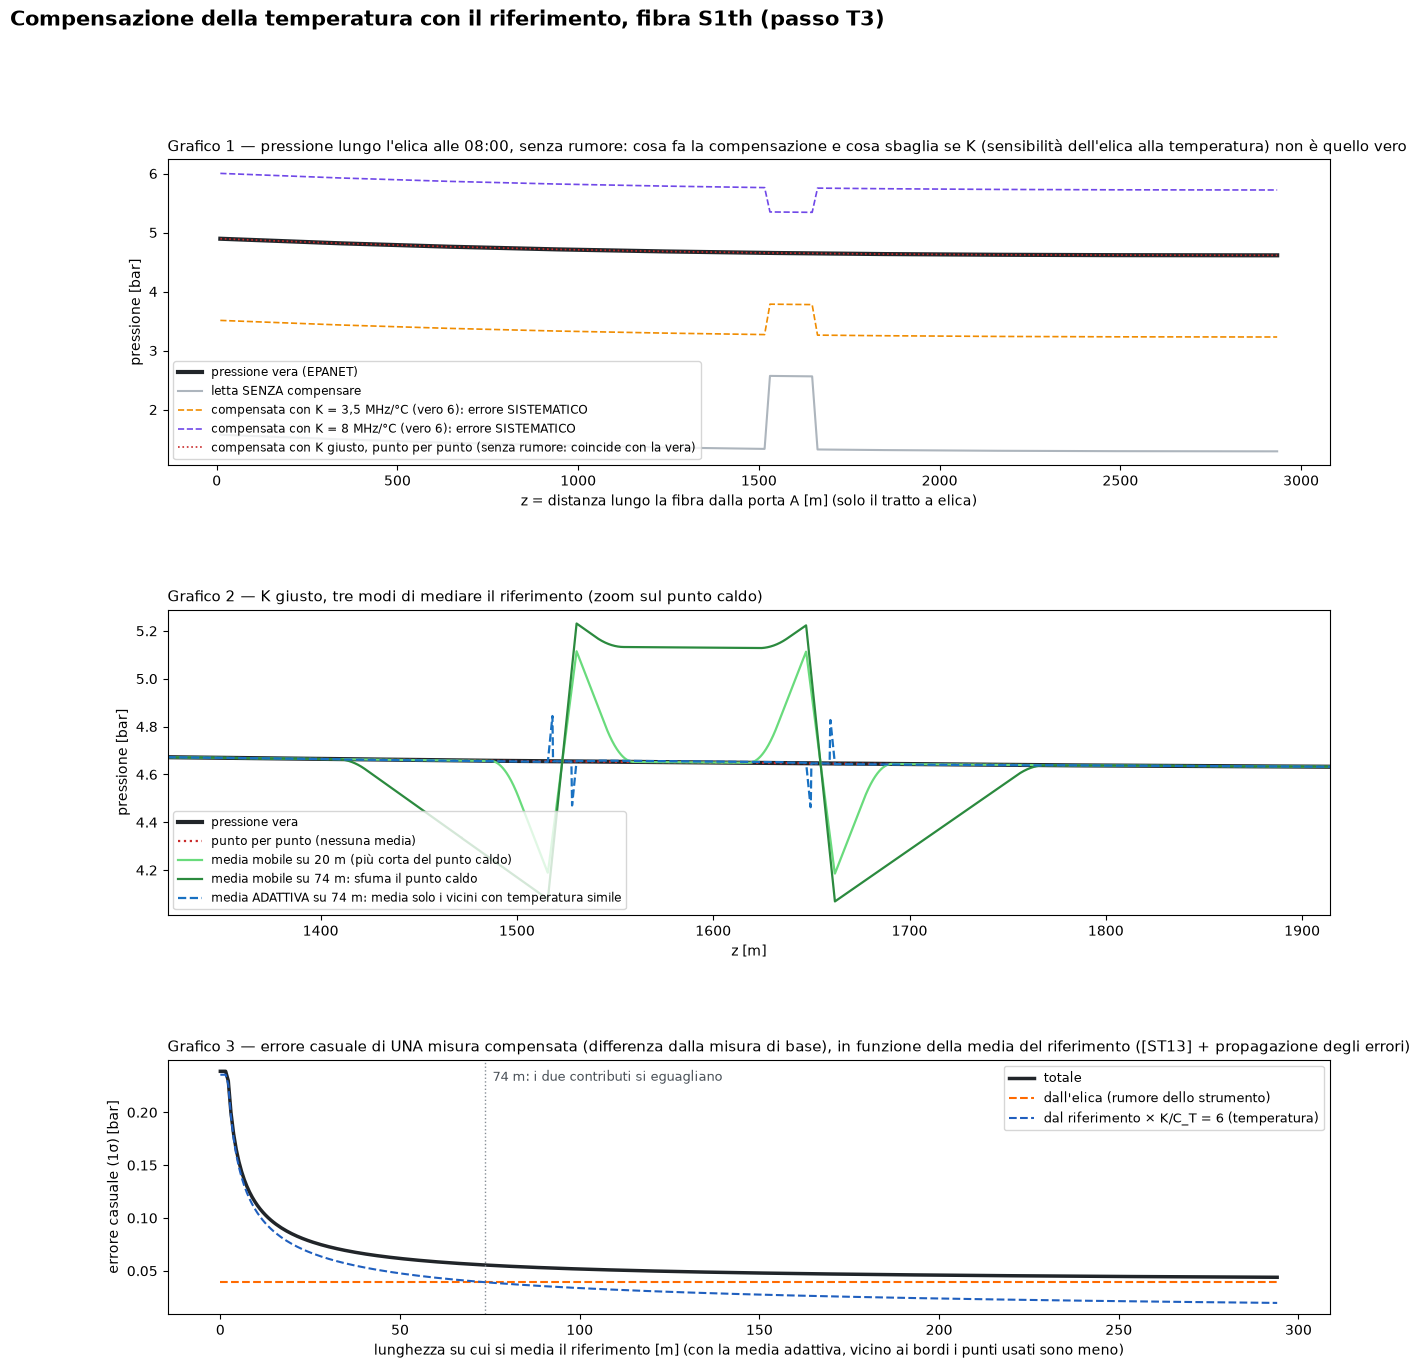 Compensazione della temperatura con il riferimento, fibra S1th (passo T3)
Grafico 1 — pressione lungo l'elica alle 08:00, senza rumore: cosa fa la compensazione e cosa sbaglia se K (sensibilità dell'elica alla temperatura) non è quello vero
6
5
4
3
2
pressione [bar]
pressione vera (EPANET)
letta SENZA compensare
compensata con K = 3,5 MHz/°C (vero 6): errore SISTEMATICO
compensata con K = 8 MHz/°C (vero 6): errore SISTEMATICO
compensata con K giusto, punto per punto (senza rumore: coincide con la vera)
0 500 1000 1500 2000 2500 3000
z = distanza lungo la fibra dalla porta A [m] (solo il tratto a elica)
Grafico 2 — K giusto, tre modi di mediare il riferimento (zoom sul punto caldo)
5.2
5.0
4.8
4.6
4.4
4.2
pressione [bar]
pressione vera
punto per punto (nessuna media)
media mobile su 20 m (più corta del punto caldo)
media mobile su 74 m: sfuma il punto caldo
media ADATTIVA su 74 m: media solo i vicini con temperatura simile
1400 1500 1600 1700 1800 1900
z [m]
Grafico 3 — errore casuale di UNA misura compensata (differenza dalla misura di base), in funzione della media del riferimento ([ST13] + propagazione degli errori)
0.20
0.15
0.10
0.05
errore casuale (1σ) [bar]
74 m: i due contributi si eguagliano
totale
dall'elica (rumore dello strumento)
dal riferimento × K/C_T = 6 (temperatura)
0 50 100 150 200 250 300
lunghezza su cui si media il riferimento [m] (con la media adattiva, vicino ai bordi i punti usati sono meno)